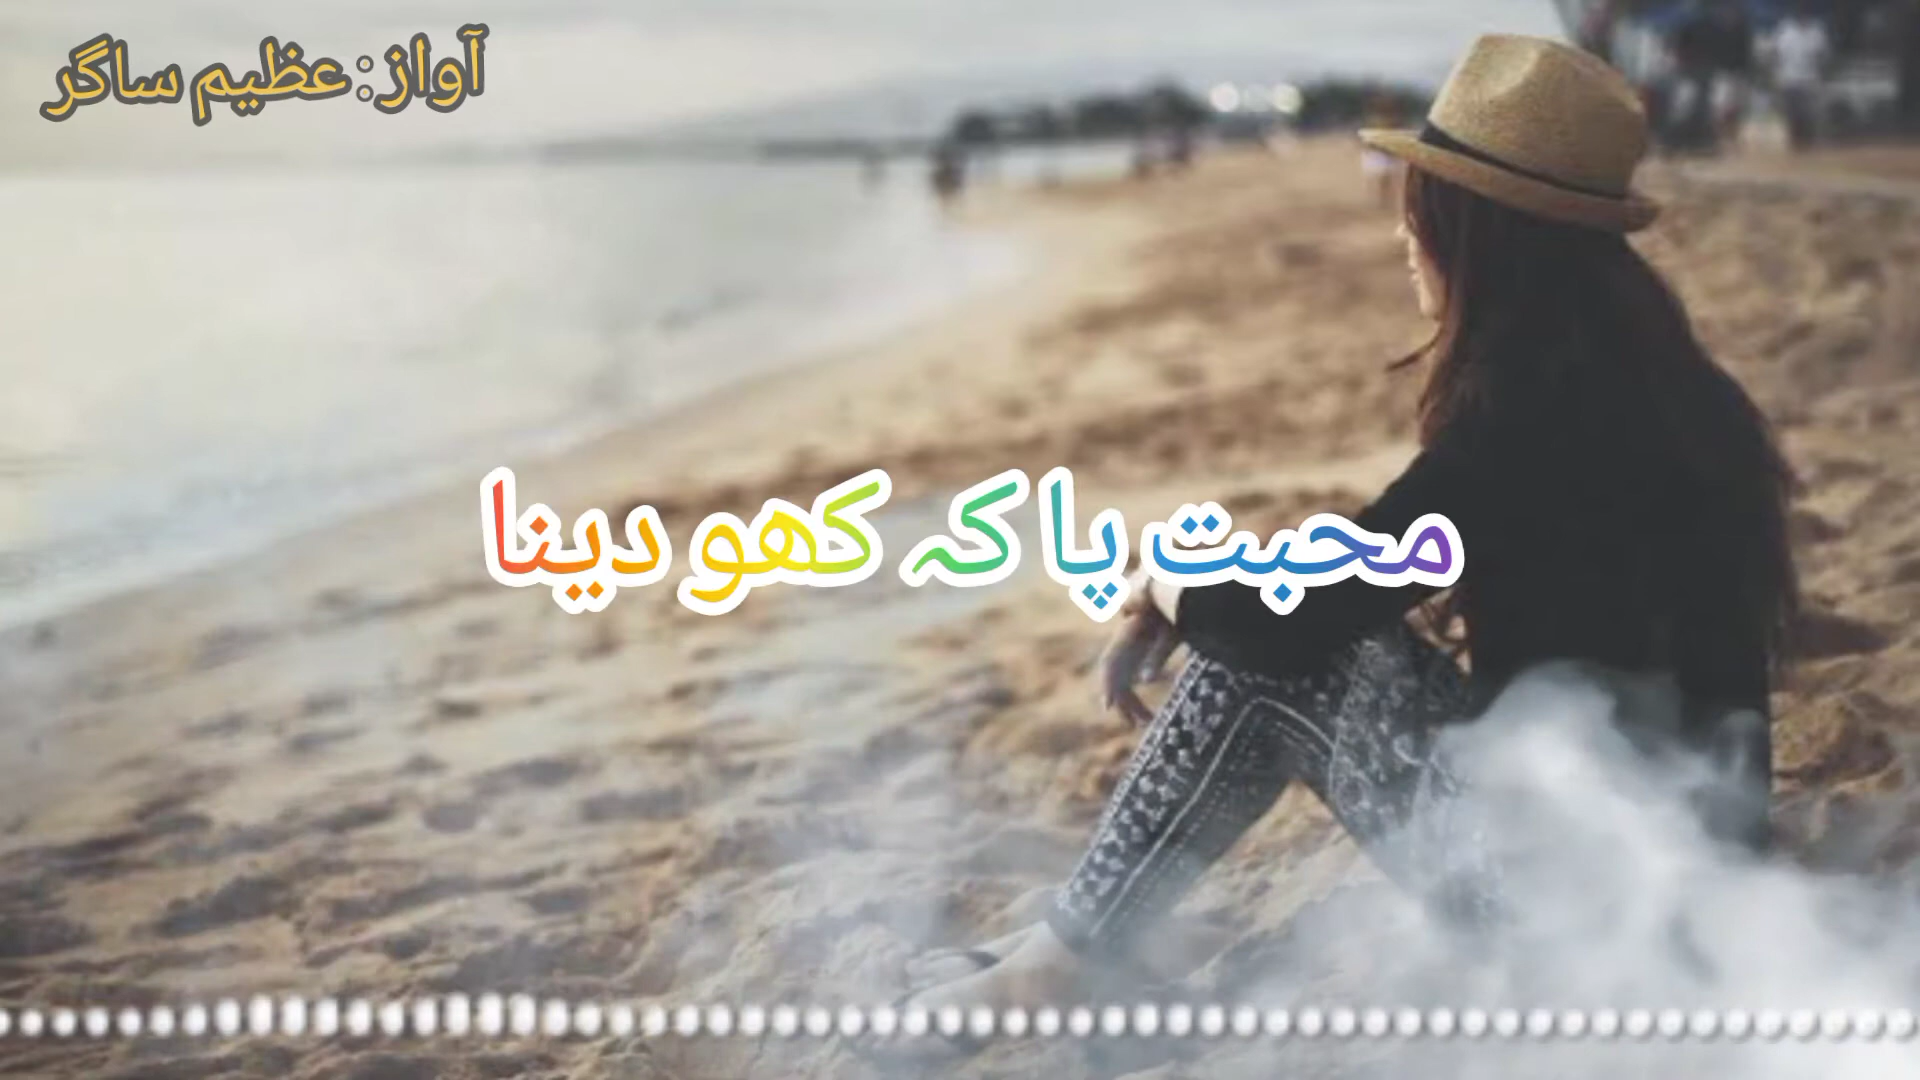 آواز: عظیم ساگر
محبت پا کہ کھو دینا